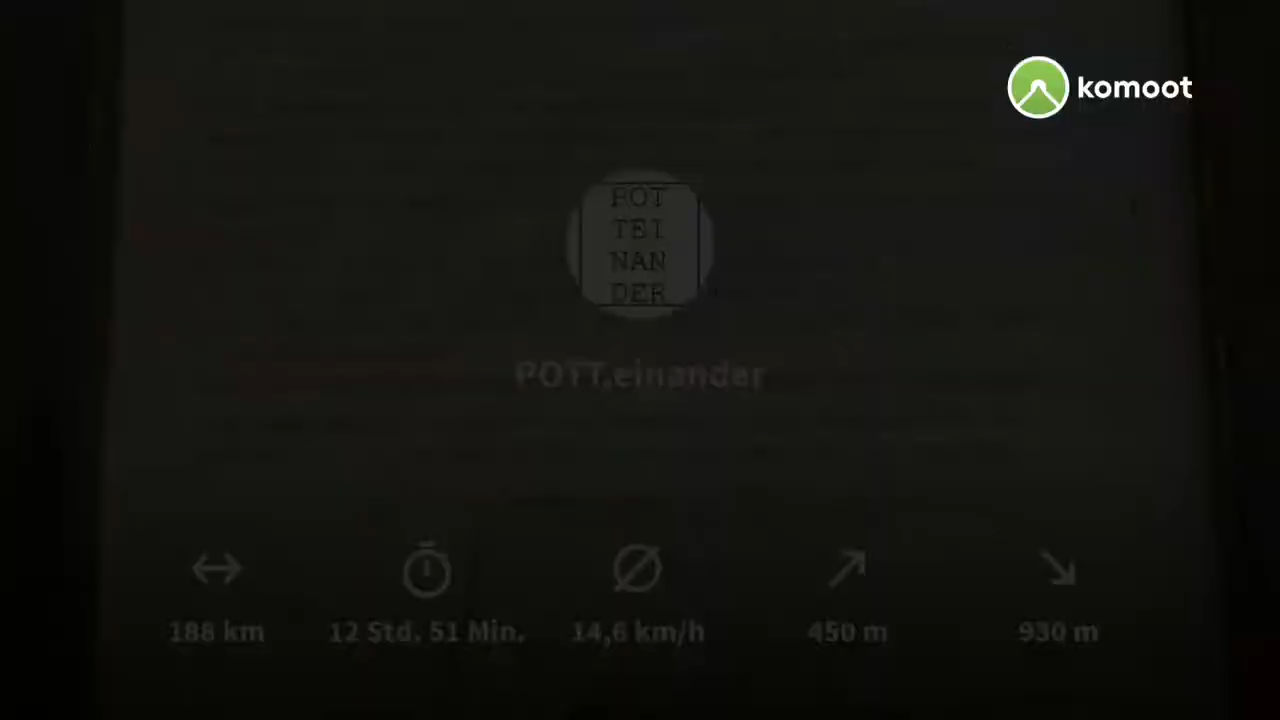 komoot
POT
TEI
NAN
DER
POTT.einander
188 km
12 Std. 51 Min.
14,6 km/h
450 m
930 m